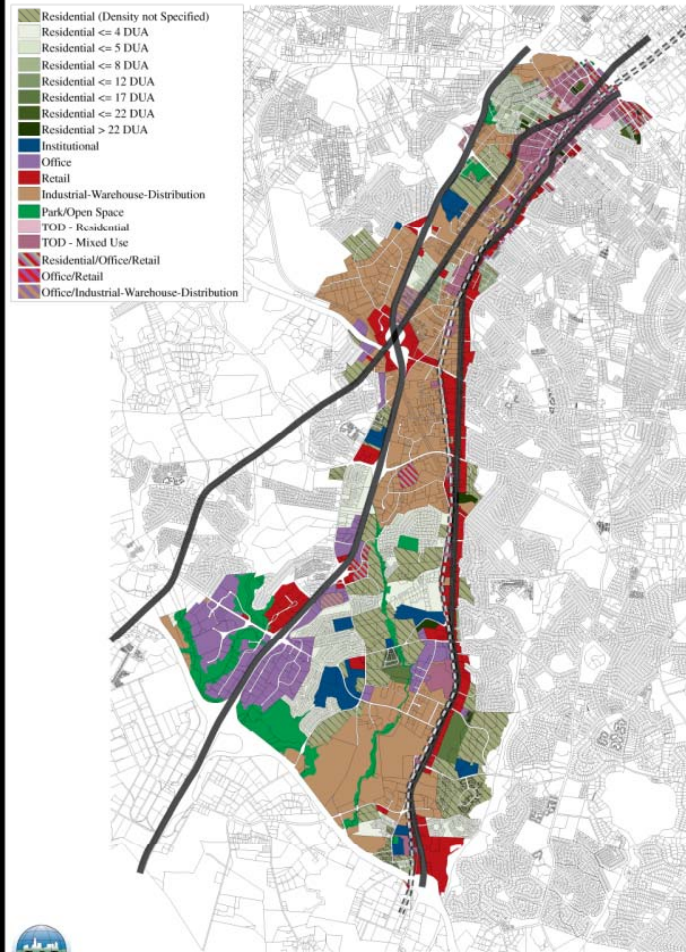 Residential (Density not Specified)
Residential <= 4 DUA
Residential <= 5 DUA
Residential <= 8 DUA
Residential <= 12 DUA
Residential <= 17 DUA
Residential <= 22 DUA
Residential > 22 DUA
Institutional
Office
Retail
Industrial-Warehouse-Distribution
Park/Open Space
TOD - Residential
TOD - Mixed Use
Residential/Office/Retail
Office/Retail
Office/Industrial-Warehouse-Distribution